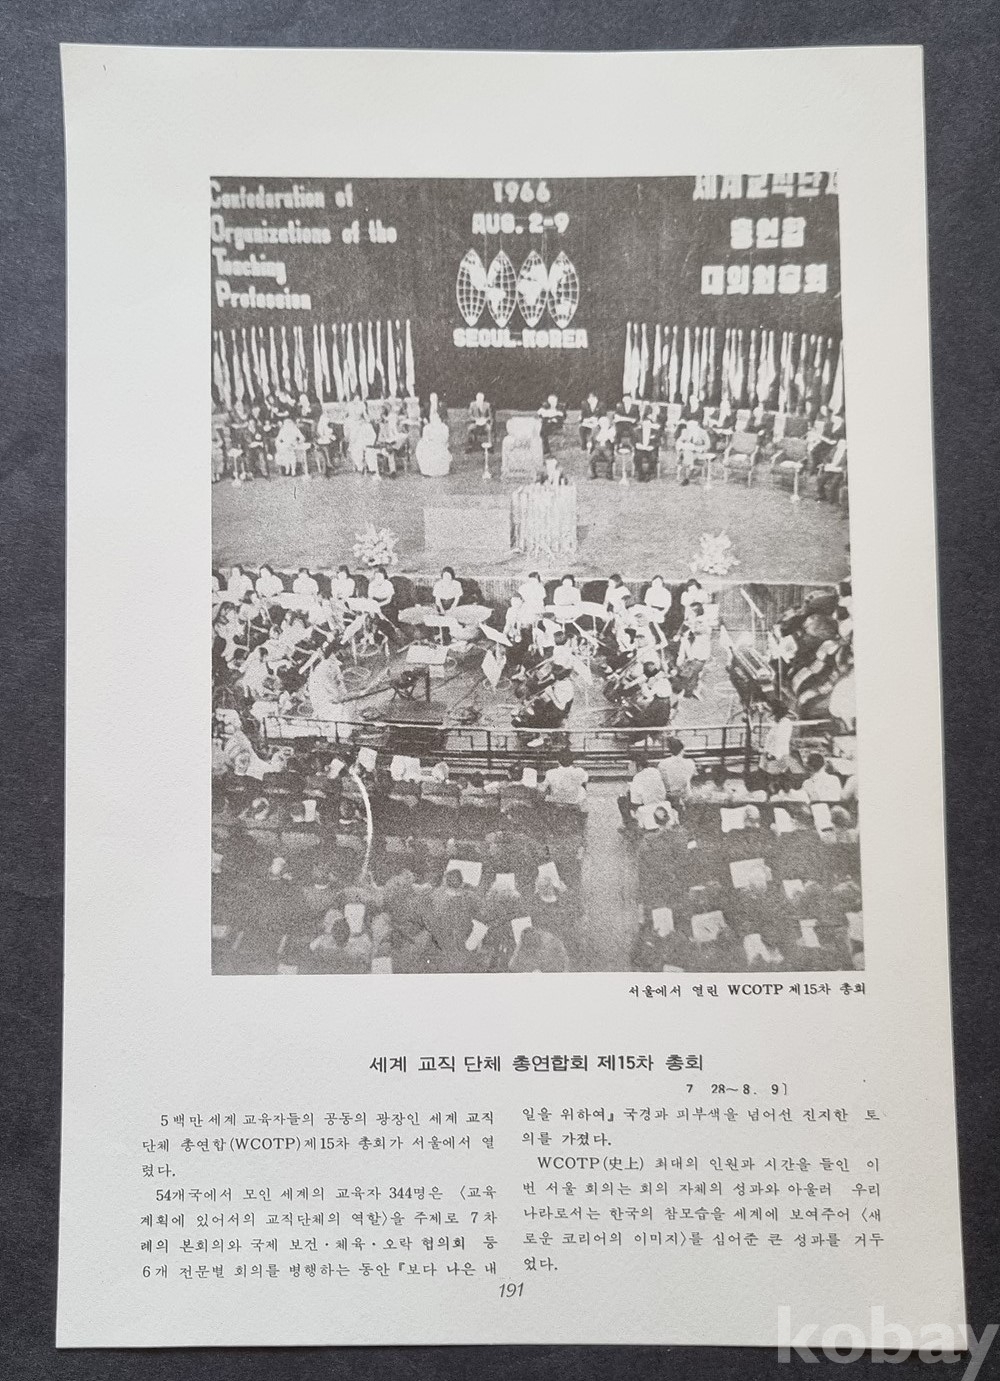 Confederation of
Organizations of the
Teaching
Profession
1966
AUG. 2-9
SEOUL KOREA
세계교직단체
총연합
대의원총회
서울에서 열린 WCOTP 제15차 총회
세계 교직 단체 총연합회 제15차 총회
7 28~8. 9]
5백만 세계 교육자들의 공동의 광장인 세계 교직
단체 총연합(WCOTP)제15차 총회가 서울에서 열
렸다.
54개국에서 모인 세계의 교육자 344명은 〈교육
계획에 있어서의 교직단체의 역할〉을 주제로 7차
례의 본회의와 국제 보건·체육·오락 협의회 등
6개 전문별 회의를 병행하는 동안 『보다 나은 내
일을 위하여』 국경과 피부색을 넘어선 진지한 토
의를 가졌다.
WCOTP(史上) 최대의 인원과 시간을 들인 이
번 서울 회의는 회의 자체의 성과와 아울러 우리
나라로서는 한국의 참모습을 세계에 보여주어 〈새
로운 코리어의 이미지〉를 심어준 큰 성과를 거두
었다.
191
kobay